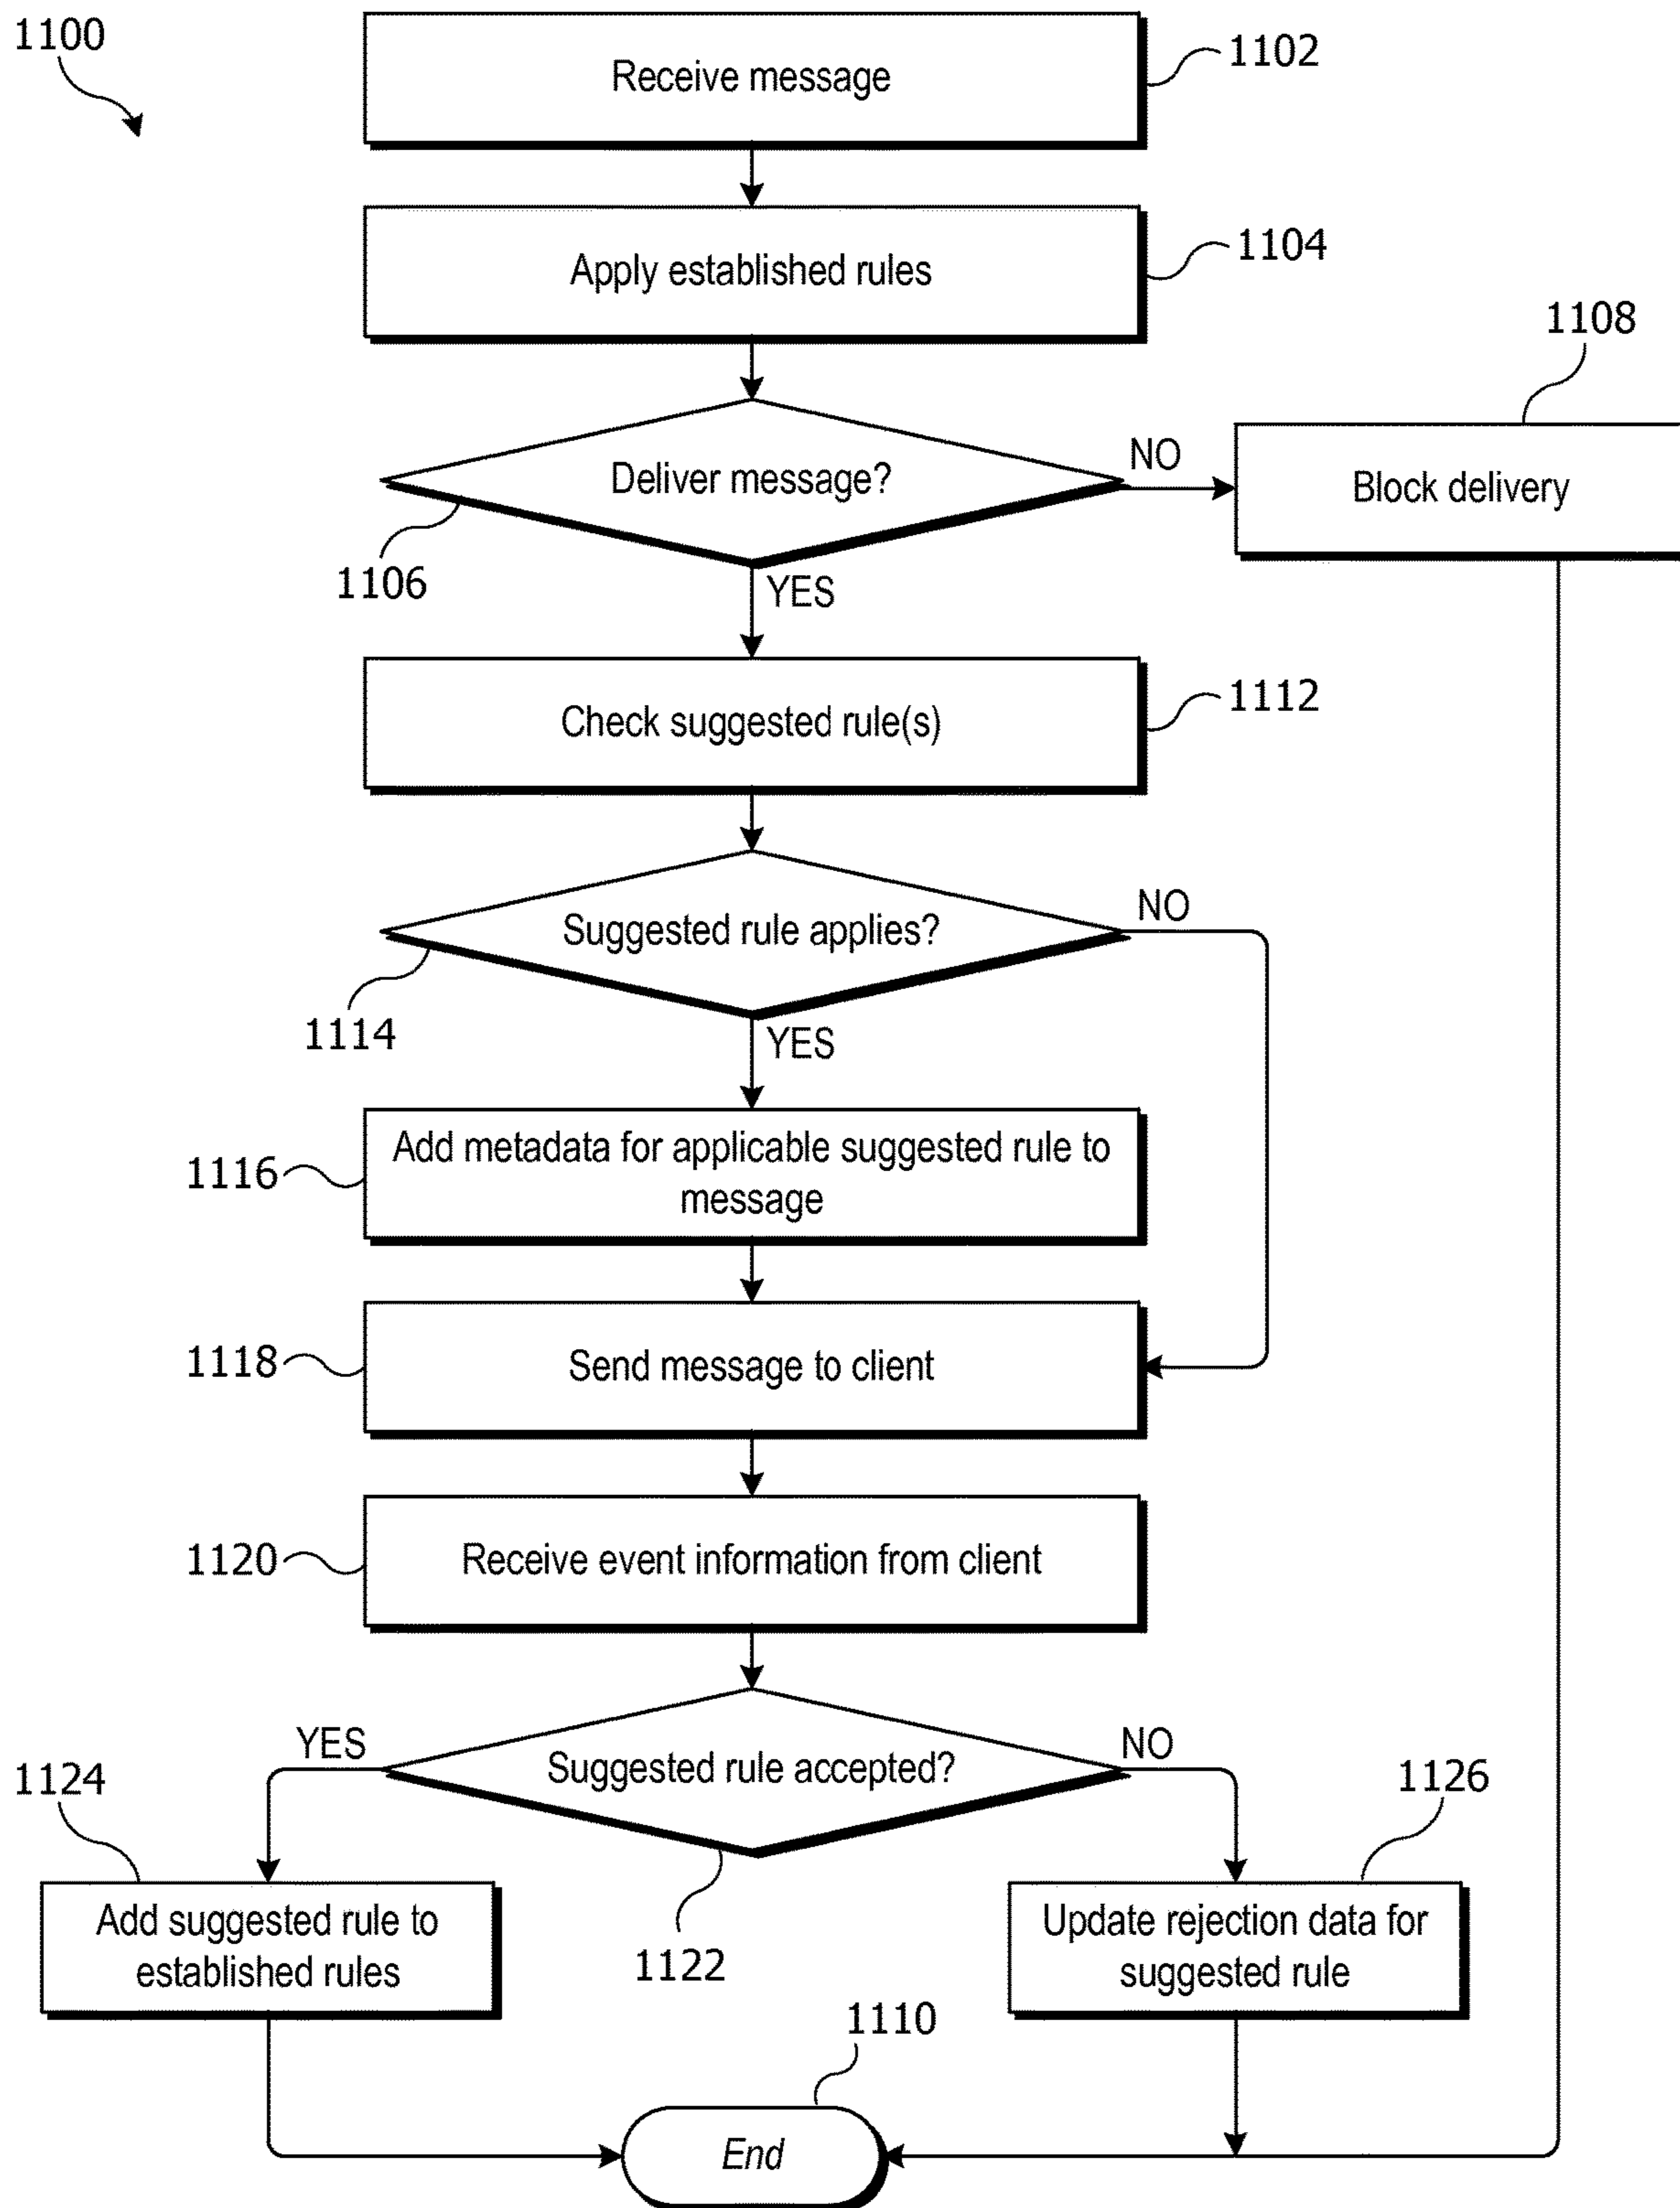 1100
Receive message
1102
Apply established rules
1104
1108
Deliver message?
NO
Block delivery
1106
YES
Check suggested rule(s)
1112
Suggested rule applies?
NO
1114
YES
1116
Add metadata for applicable suggested rule to
message
1118
Send message to client
1120
Receive event information from client
YES
Suggested rule accepted?
NO
1124
1126
Add suggested rule to
established rules
1122
Update rejection data for
suggested rule
1110
End